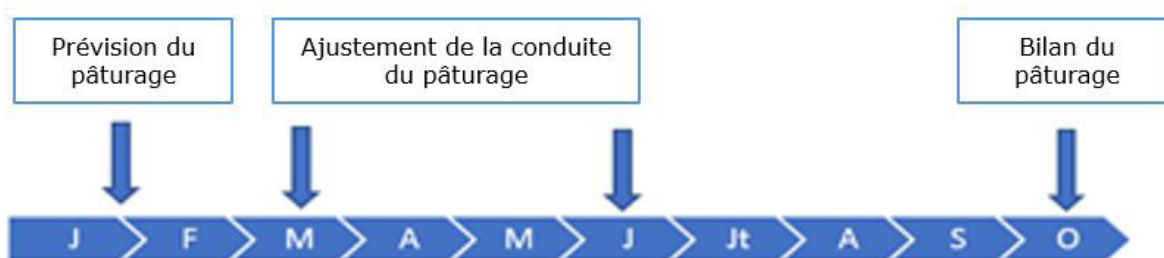 Prévision du
pâturage
Ajustement de la conduite
du pâturage
Bilan du
pâturage
J F M A M J Jt A S O